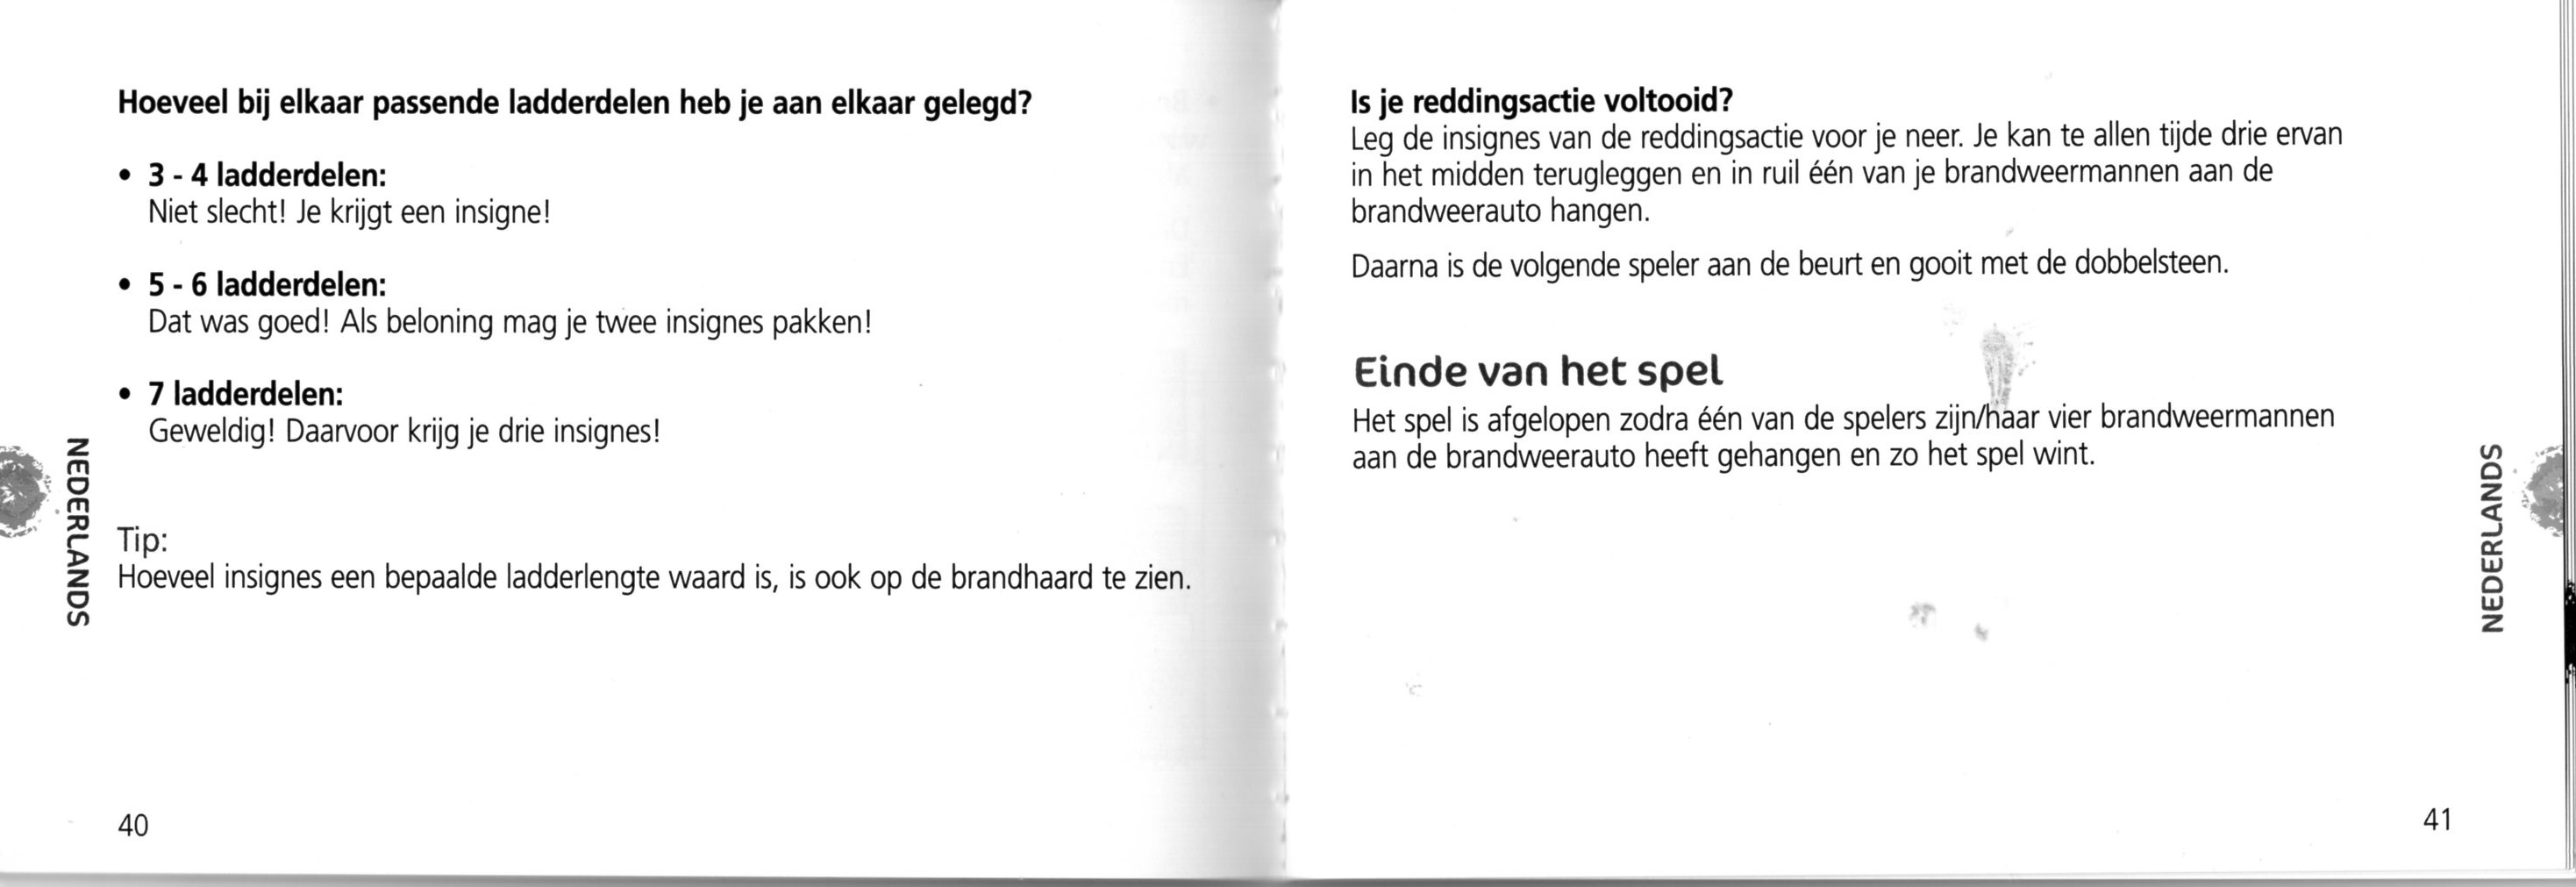 Hoeveel bij elkaar passende ladderdelen heb je aan elkaar gelegd?
• 3 - 4 ladderdelen:
Niet slecht! Je krijgt een insigne!
• 5 - 6 ladderdelen:
Dat was goed! Als beloning mag je twee insignes pakken!
• 7 ladderdelen:
Geweldig! Daarvoor krijg je drie insignes!
Tip:
Hoeveel insignes een bepaalde ladderlengte waard is, is ook op de brandhaard te zien.
NEDERLANDS
40
Is je reddingsactie voltooid?
Leg de insignes van de reddingsactie voor je neer. Je kan te allen tijde drie ervan
in het midden terugleggen en in ruil één van je brandweermannen aan de
brandweerauto hangen.
Daarna is de volgende speler aan de beurt en gooit met de dobbelsteen.
Einde van het spel
Het spel is afgelopen zodra één van de spelers zijn/haar vier brandweermannen
aan de brandweerauto heeft gehangen en zo het spel wint.
NEDERLANDS
41